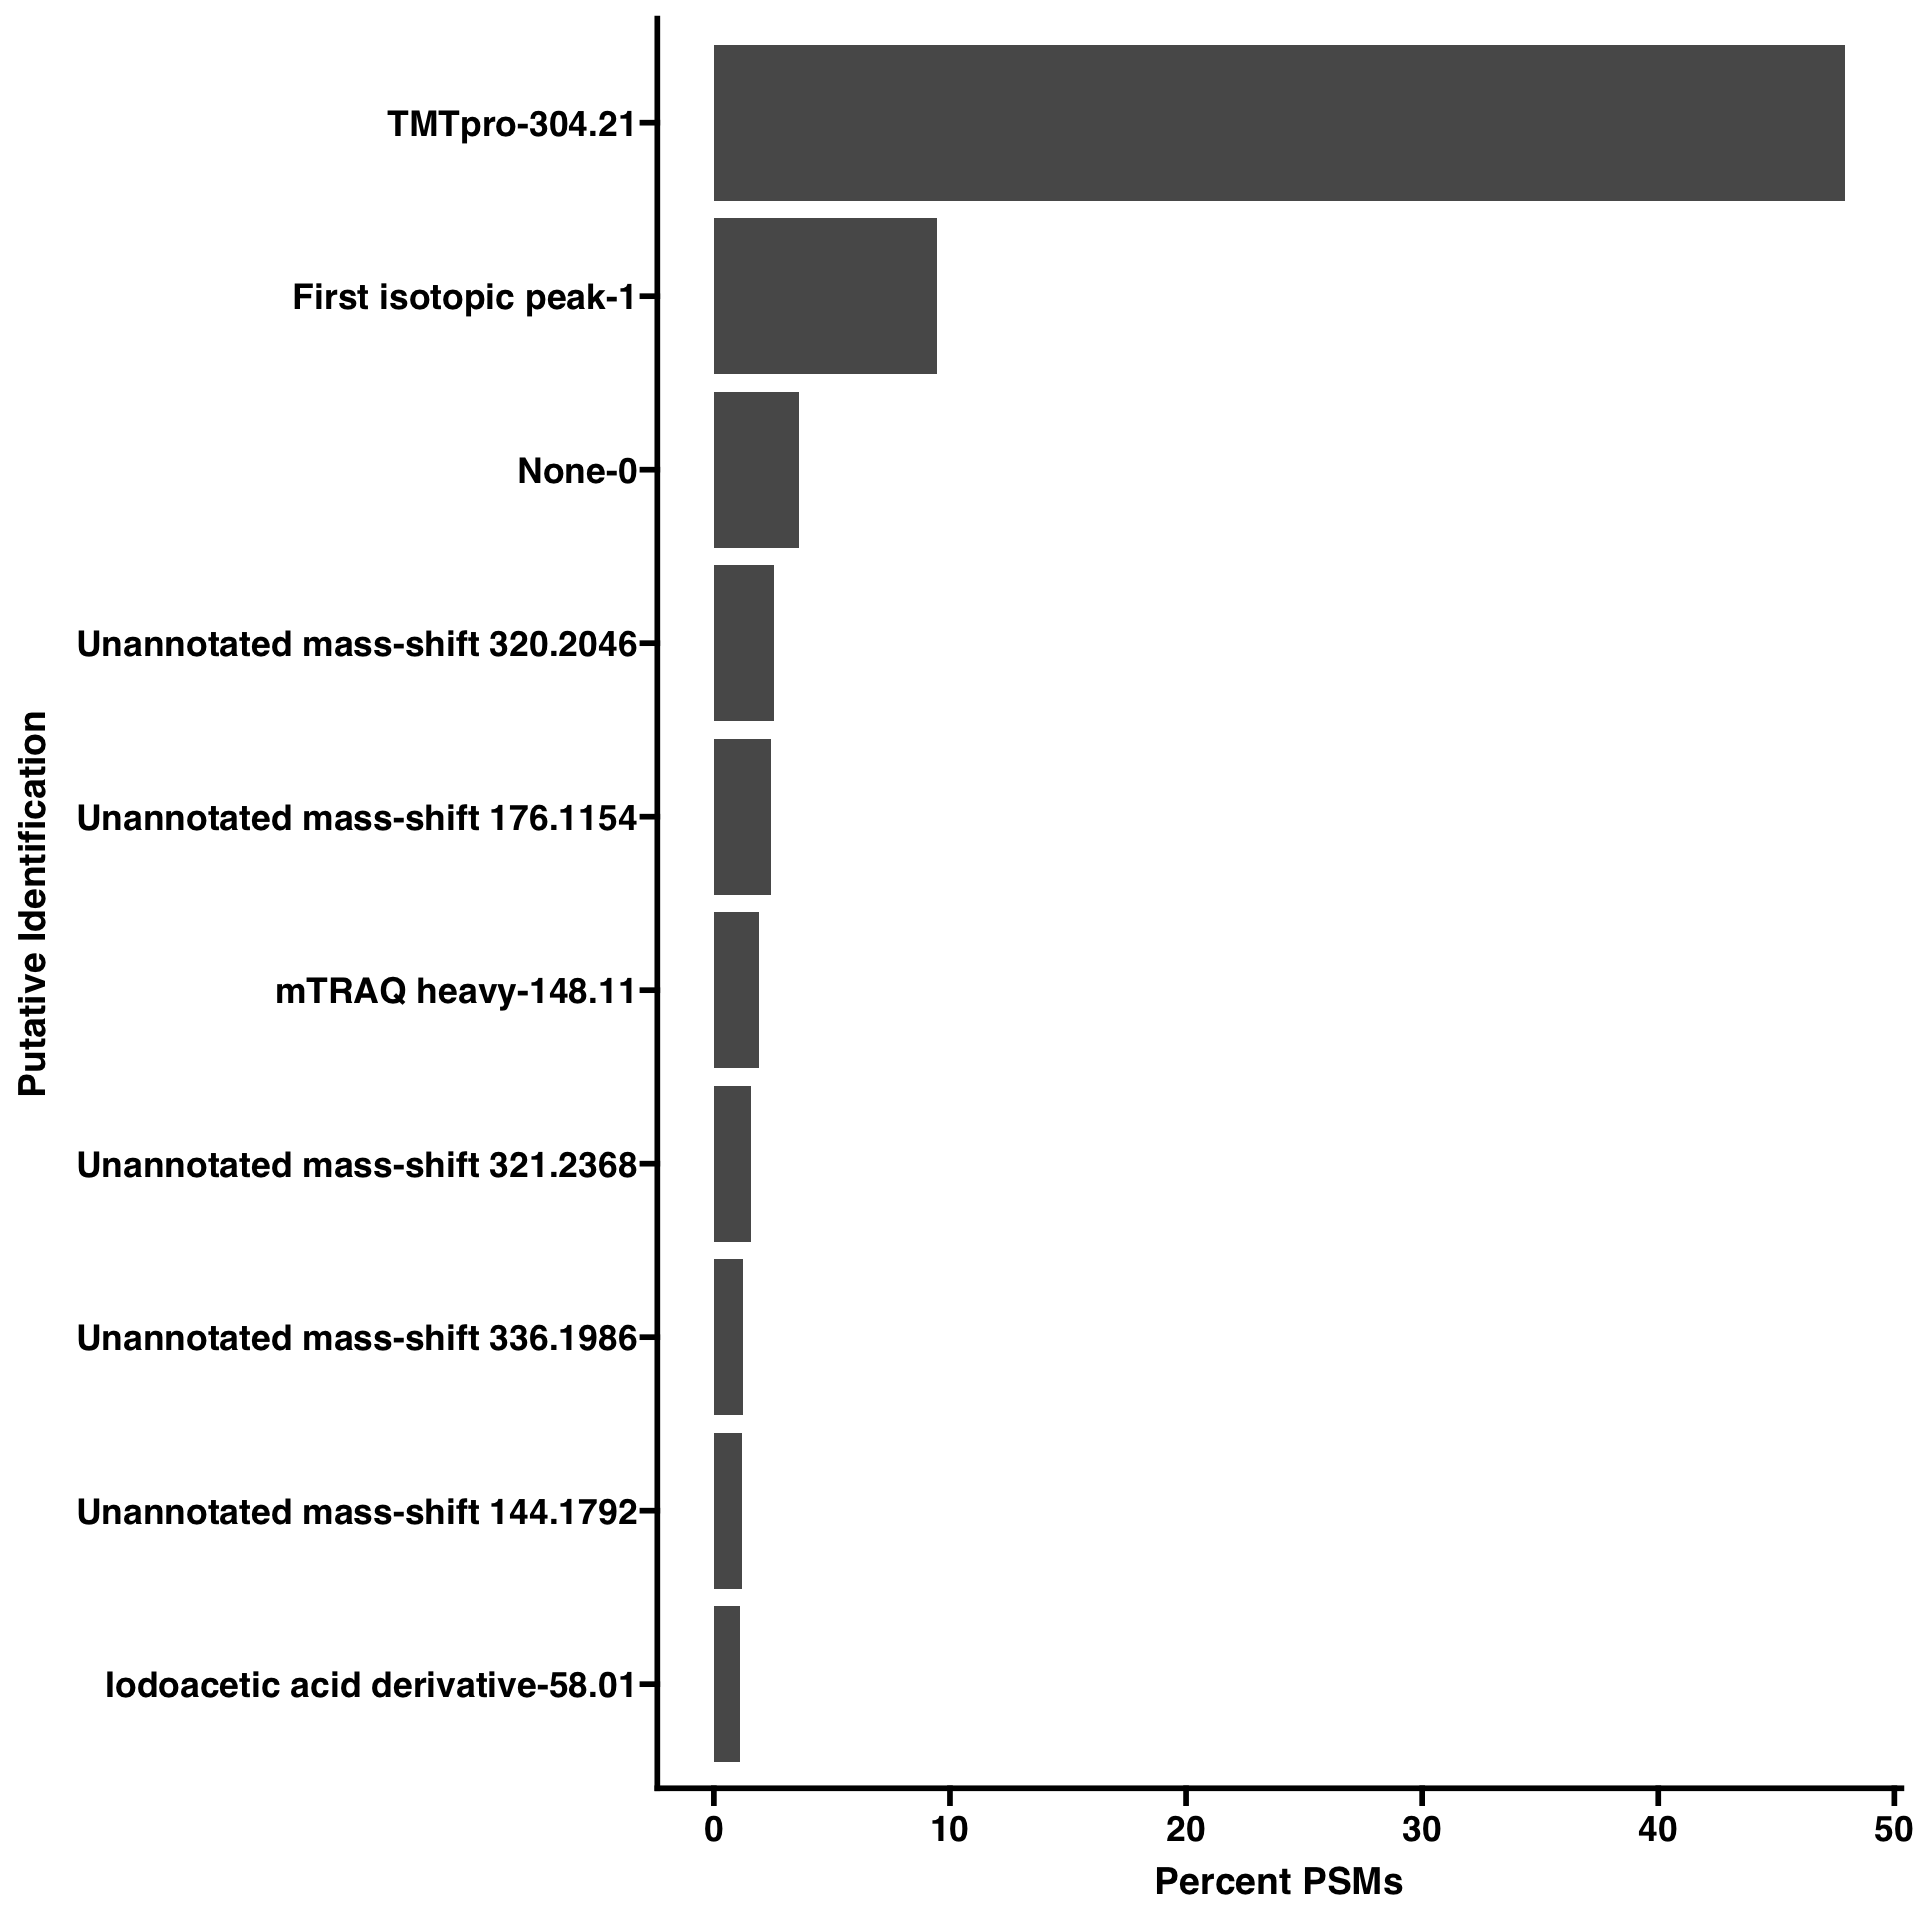 TMTpro-304.21
First isotopic peak-1
None-0
Unannotated mass-shift 320.2046
Unannotated mass-shift 176.1154
mTRAQ heavy-148.11
Unannotated mass-shift 321.2368
Unannotated mass-shift 336.1986
Unannotated mass-shift 144.1792
Iodoacetic acid derivative-58.01
Putative Identification
0 10 20 30 40 50
Percent PSMs